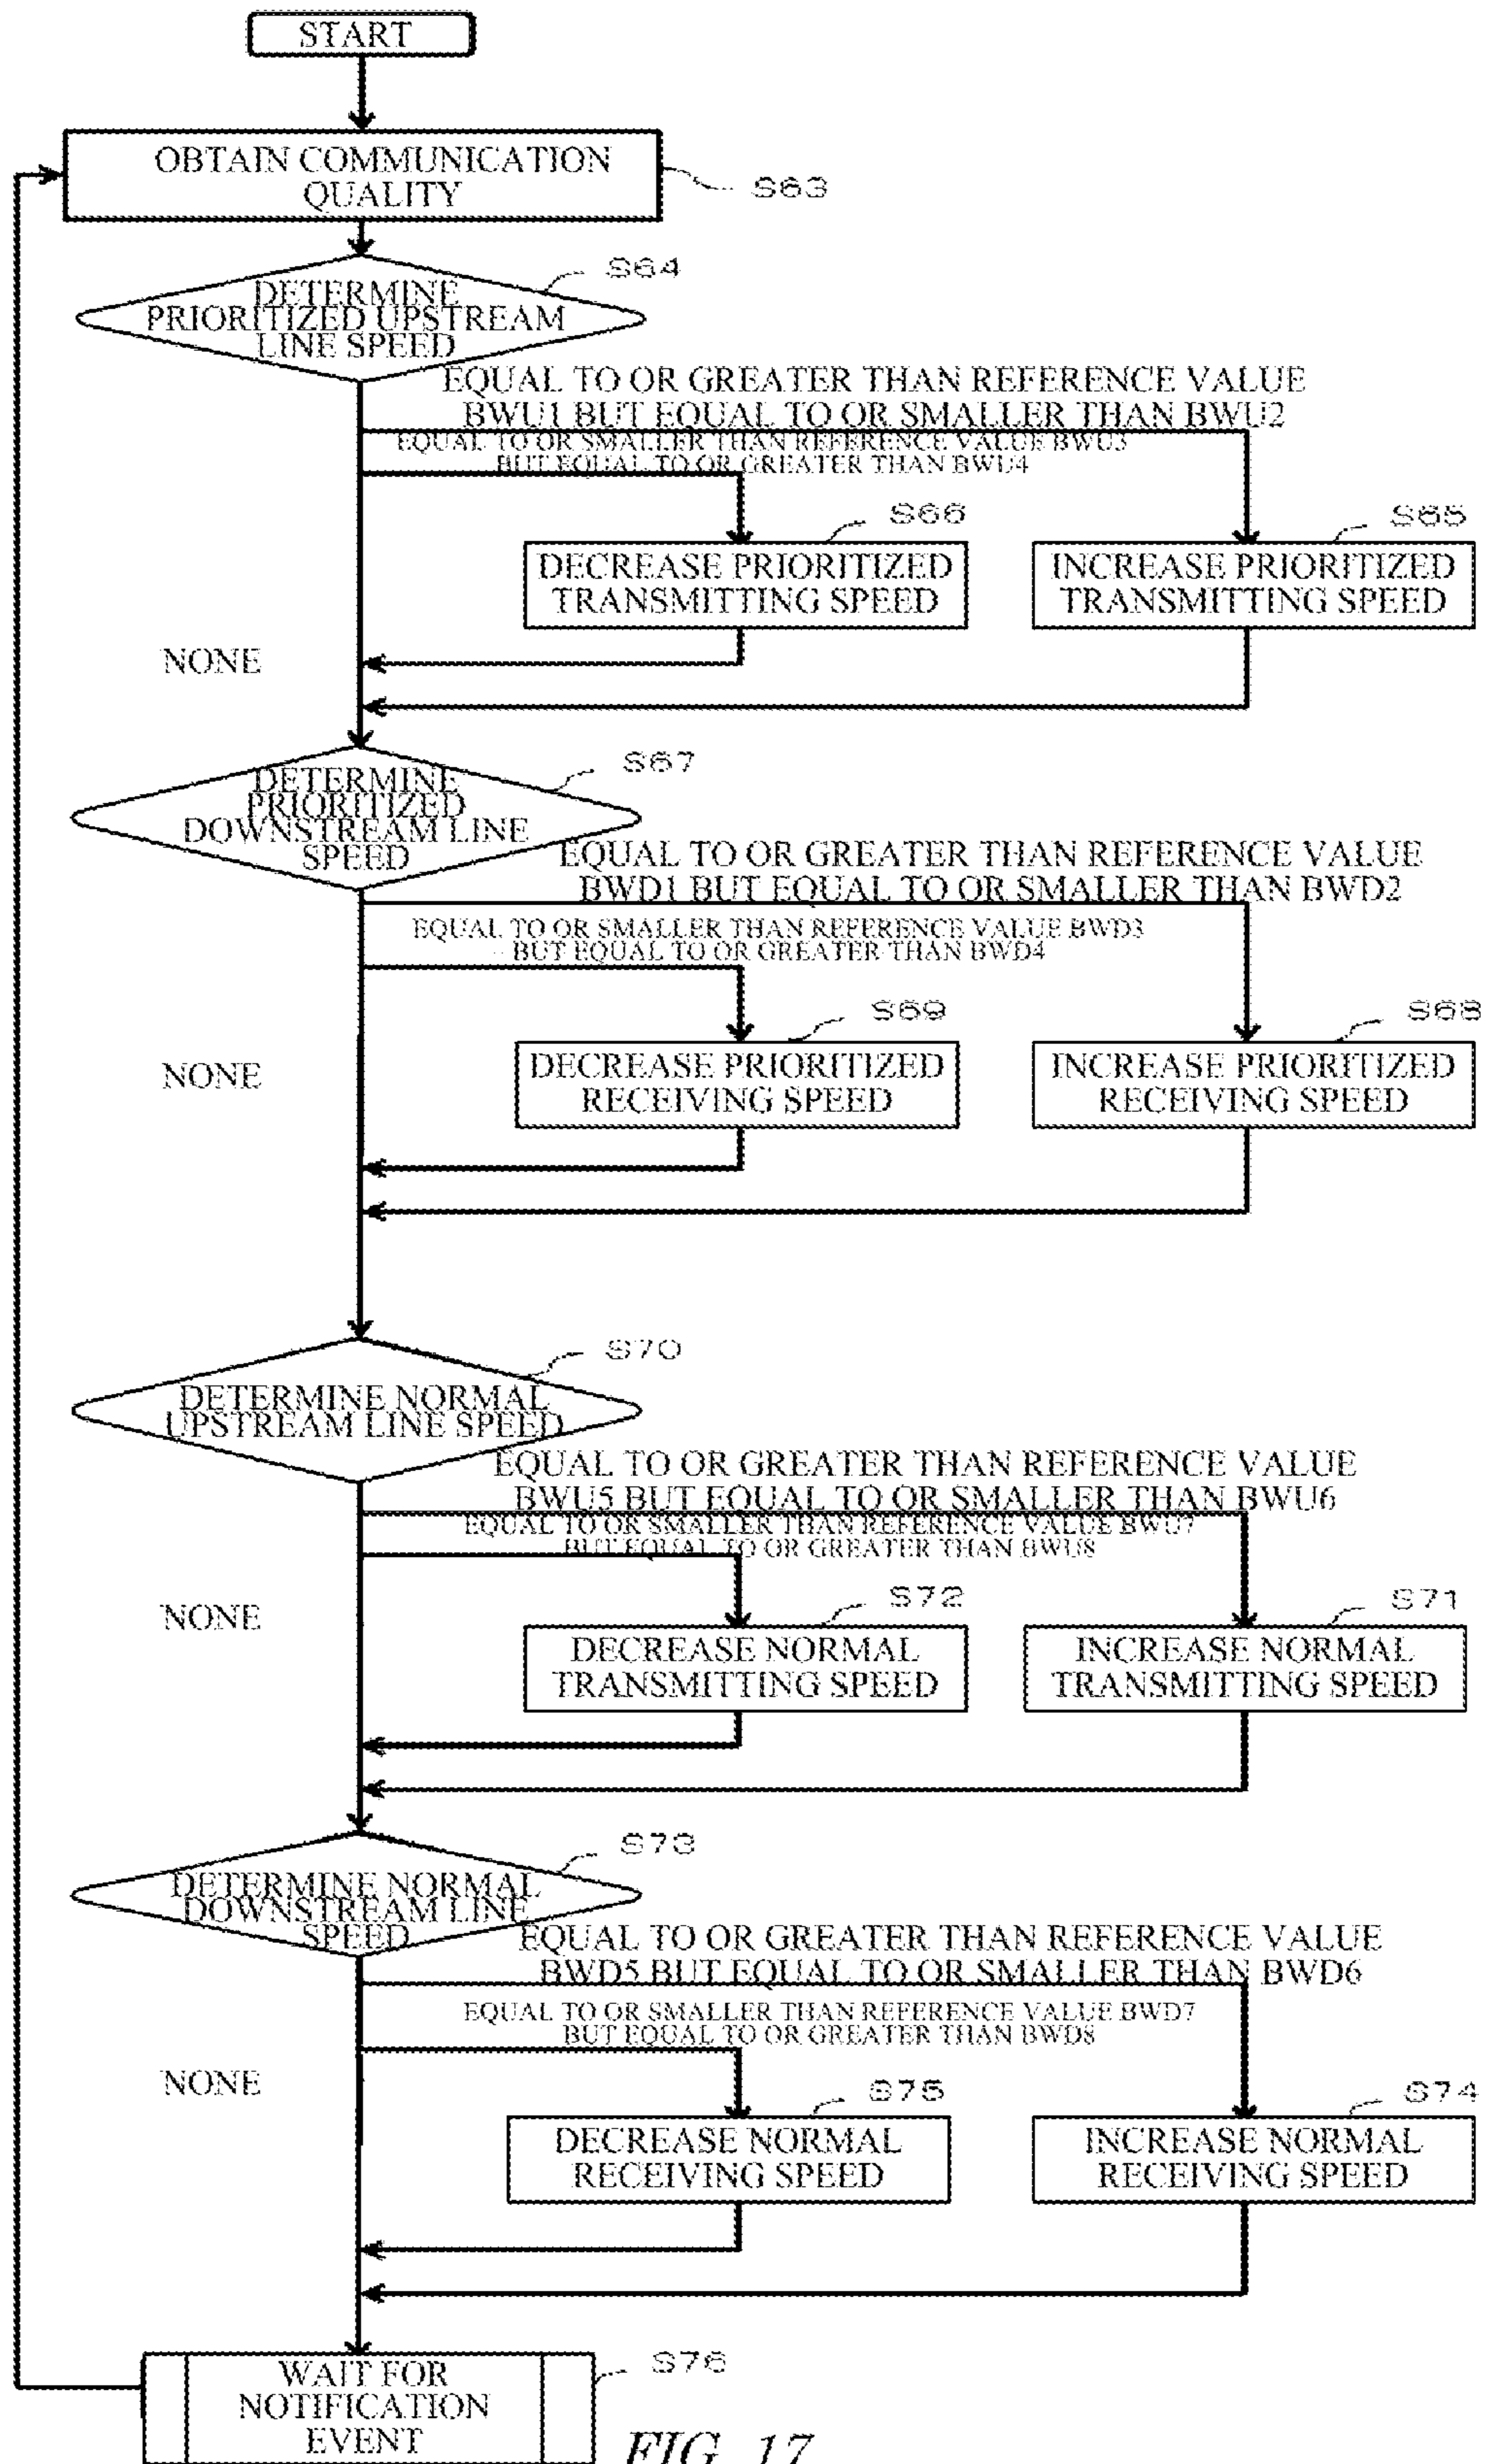 START
OBTAIN COMMUNICATION
QUALITY
S63
S64
DETERMINE
PRIORITIZED UPSTREAM
LINE SPEED
EQUAL TO OR GREATER THAN REFERENCE VALUE
BWU1 BUT EQUAL TO OR SMALLER THAN BWU2
EQUAL TO OR SMALLER THAN REFERENCE VALUE BWU3
BUT EQUAL TO OR GREATER THAN BWU4
S66
S65
DECREASE PRIORITIZED
TRANSMITTING SPEED
INCREASE PRIORITIZED
TRANSMITTING SPEED
NONE
S67
DETERMINE
PRIORITIZED
DOWNSTREAM LINE
SPEED
EQUAL TO OR GREATER THAN REFERENCE VALUE
BWD1 BUT EQUAL TO OR SMALLER THAN BWD2
EQUAL TO OR SMALLER THAN REFERENCE VALUE BWD3
BUT EQUAL TO OR GREATER THAN BWD4
S69
S68
DECREASE PRIORITIZED
RECEIVING SPEED
INCREASE PRIORITIZED
RECEIVING SPEED
NONE
S70
DETERMINE NORMAL
UPSTREAM LINE SPEED
EQUAL TO OR GREATER THAN REFERENCE VALUE
BWU5 BUT EQUAL TO OR SMALLER THAN BWU6
EQUAL TO OR SMALLER THAN REFERENCE VALUE BWU7
BUT EQUAL TO OR GREATER THAN BWU8
S72
S71
NONE
DECREASE NORMAL
TRANSMITTING SPEED
INCREASE NORMAL
TRANSMITTING SPEED
S73
DETERMINE NORMAL
DOWNSTREAM LINE
SPEED
EQUAL TO OR GREATER THAN REFERENCE VALUE
BWD5 BUT EQUAL TO OR SMALLER THAN BWD6
EQUAL TO OR SMALLER THAN REFERENCE VALUE BWD7
BUT EQUAL TO OR GREATER THAN BWD8
NONE
S75
S74
DECREASE NORMAL
RECEIVING SPEED
INCREASE NORMAL
RECEIVING SPEED
S76
WAIT FOR
NOTIFICATION
EVENT
FIG. 17